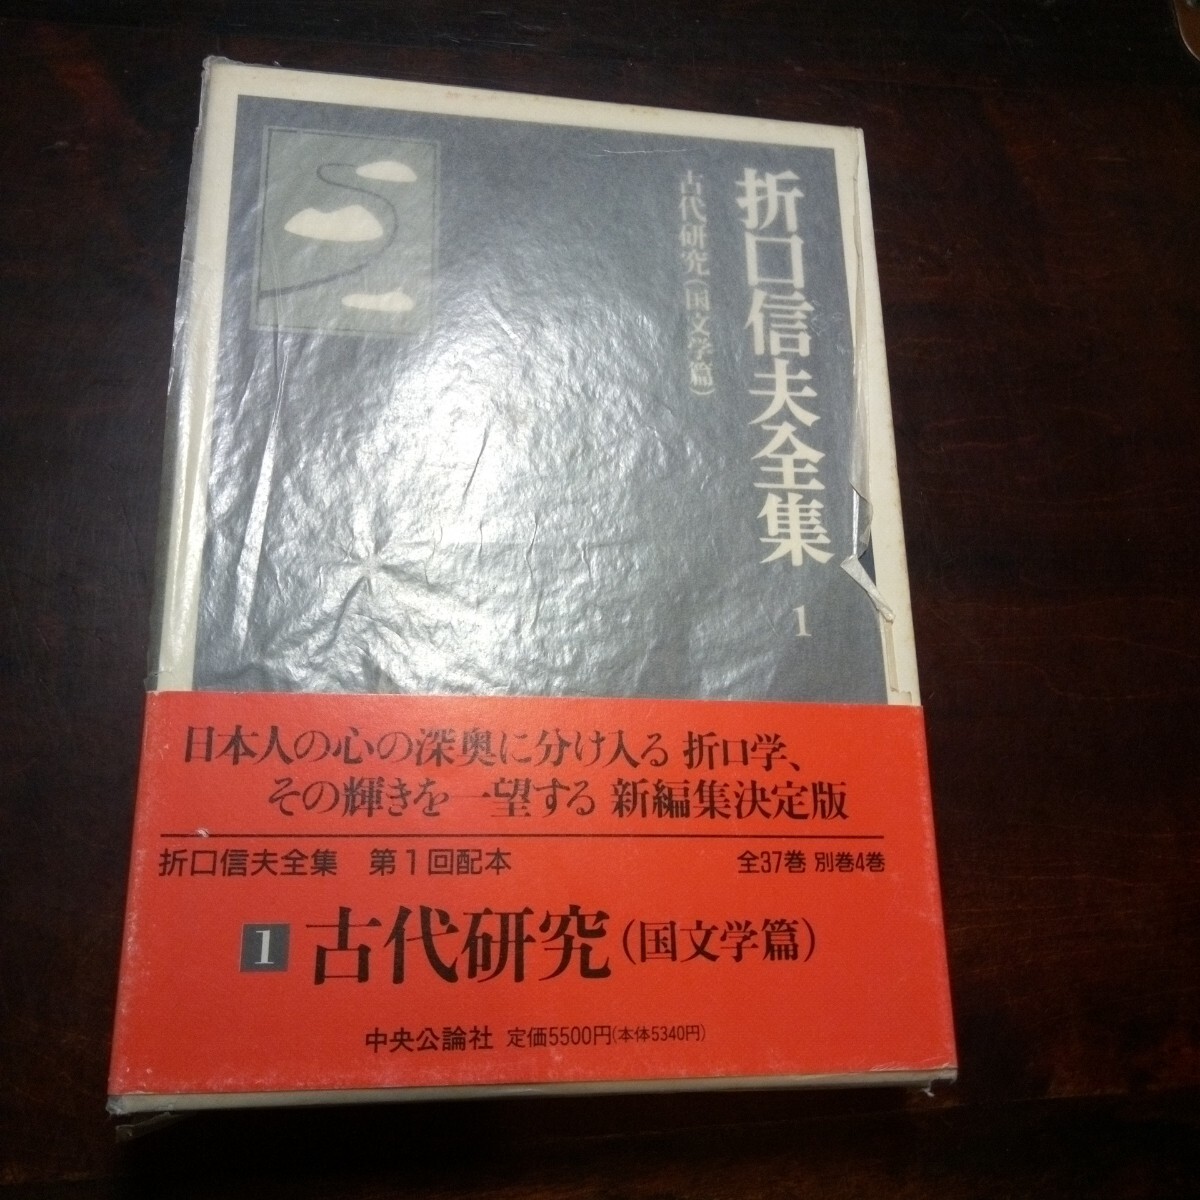 折口信夫全集 1
古代研究(国文学篇)
日本人の心の深奥に分け入る 折口学、
その輝きを一望する 新編集決定版
折口信夫全集 第1回配本 全37巻 別巻4巻
1 古代研究(国文学篇)
中央公論社 定価5500円(本体5340円)